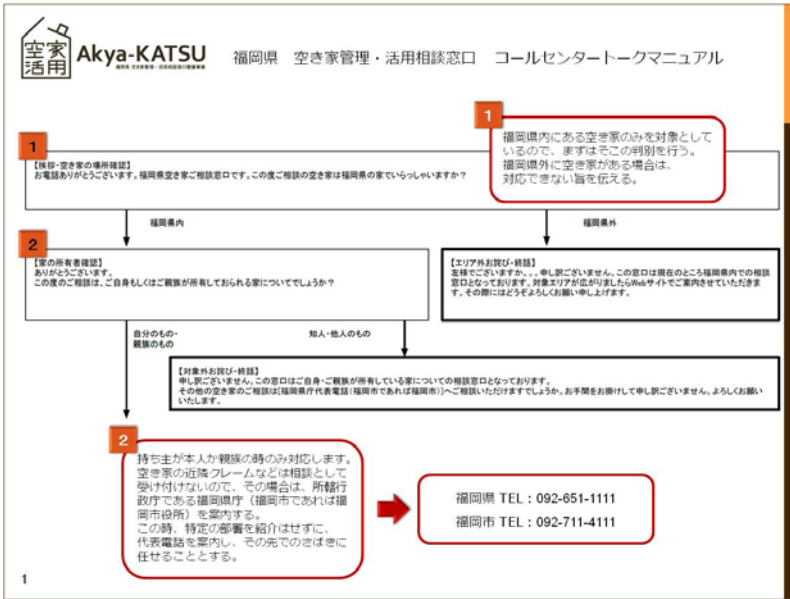 空家
活用
Akya-KATSU
福岡県 空き家管理・活用相談窓口 コールセンタートークマニュアル
1
福岡県内にある空き家のみを対象として
いるので、まずはそこの判別を行う。
福岡県外に空き家がある場合は、
対応できない旨を伝える。
1
【挨拶・空き家の場所確認】
お電話ありがとうございます。福岡県空き家ご相談窓口です。この度ご相談の空き家は福岡県の家でいらっしゃいますか？
福岡県内
福岡県外
2
【家の所有者確認】
ありがとうございます。
この度のご相談は、ご自身もしくはご親族が所有しておられる家についてでしょうか？
【エリア外お詫び・終話】
左様でございますか。。。申し訳ございません。この窓口は現在のところ福岡県内での相談
窓口となっております。対象エリアが広がりましたらWebサイトでご案内させていただきま
す。その際にはどうぞよろしくお願い申し上げます。
自分のもの・
親族のもの
知人・他人のもの
【対象外お詫び・終話】
申し訳ございません。この窓口はご自身・ご親族が所有している家についての相談窓口となっております。
その他の空き家のご相談は[福岡県庁代表電話（福岡市であれば福岡市）]へご相談いただけますでしょうか。お手間をお掛けして申し訳ございません。よろしくお願い
いたします。
2
持ち主が本人か親族の時のみ対応します。
空き家の近隣クレームなどは相談として
受け付けないので、その場合は、所轄行
政庁である福岡県庁（福岡市であれば福
岡市役所）を案内する。
この時、特定の部署を紹介はせずに、
代表電話を案内し、その先でのさばきに
任せることとする。
福岡県 TEL：092-651-1111
福岡市 TEL：092-711-4111
1